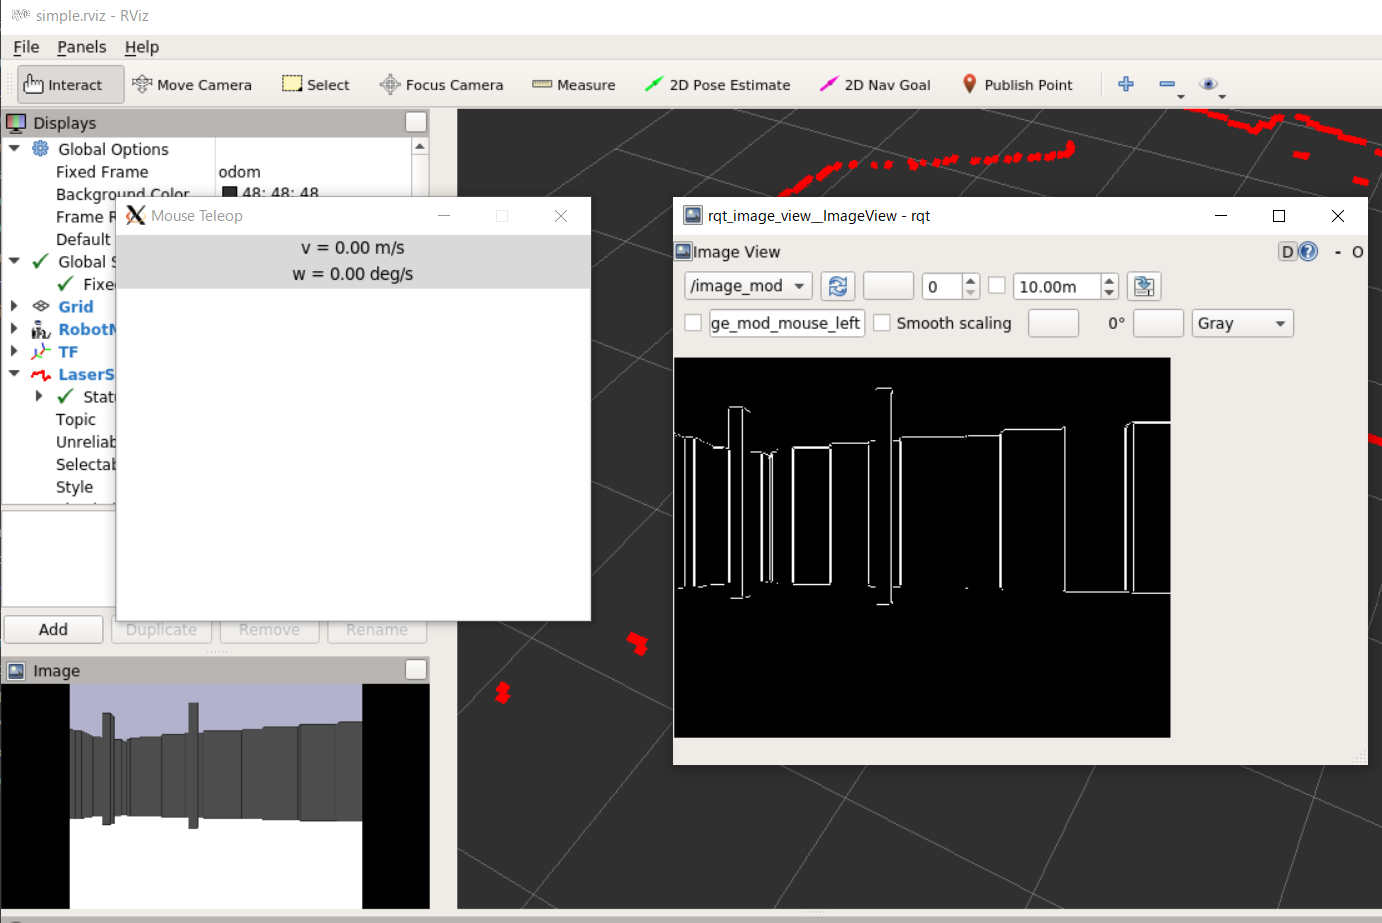 simple.rviz - RViz
File Panels Help
Interact Move Camera Select Focus Camera Measure 2D Pose Estimate 2D Nav Goal Publish Point
Displays
Global Options
Fixed Frame odom
Background Color 48; 48; 48
Frame R
Default
Global S
Fixe
Grid
RobotM
TF
LaserS
Statu
Topic
Unreliab
Selectab
Style
Mouse Teleop
v = 0.00 m/s
w = 0.00 deg/s
Add Duplicate Remove Rename
Image
rqt_image_view__ImageView - rqt
Image View D ? - O
/image_mod 0 10.00m
ge_mod_mouse_left Smooth scaling 0° Gray